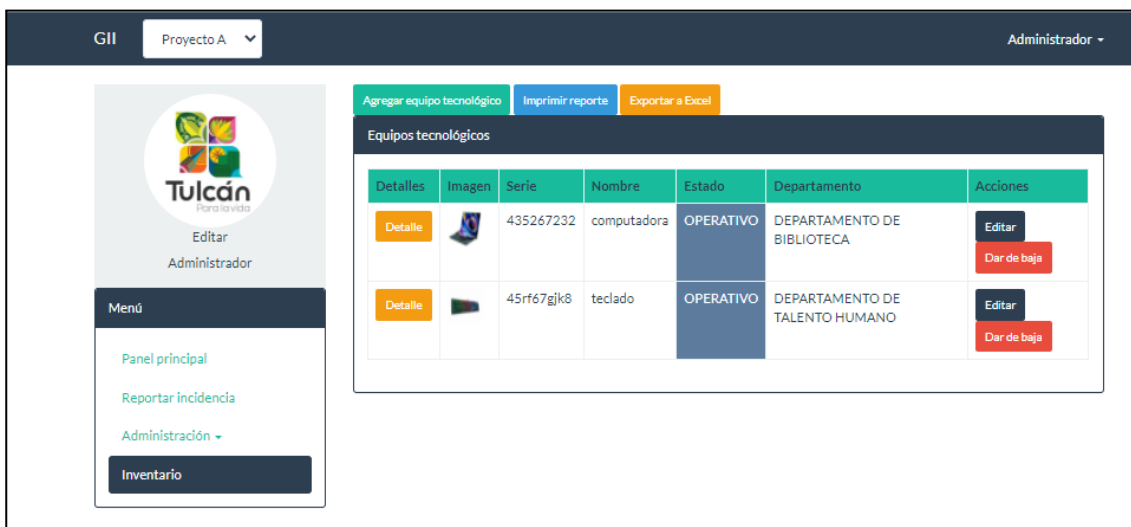 GII
Proyecto A
Administrador
Tulcán
Para la vida
Editar
Administrador
Menú
Panel principal
Reportar incidencia
Administración
Inventario
Agregar equipo tecnológico
Imprimir reporte
Exportar a Excel
Equipos tecnológicos
Detalles Imagen Serie Nombre Estado Departamento Acciones
Detalle 435267232 computadora OPERATIVO DEPARTAMENTO DE Editar
BIBLIOTECA
Dar de baja
Detalle 45rf67gjk8 teclado OPERATIVO DEPARTAMENTO DE Editar
TALENTO HUMANO
Dar de baja